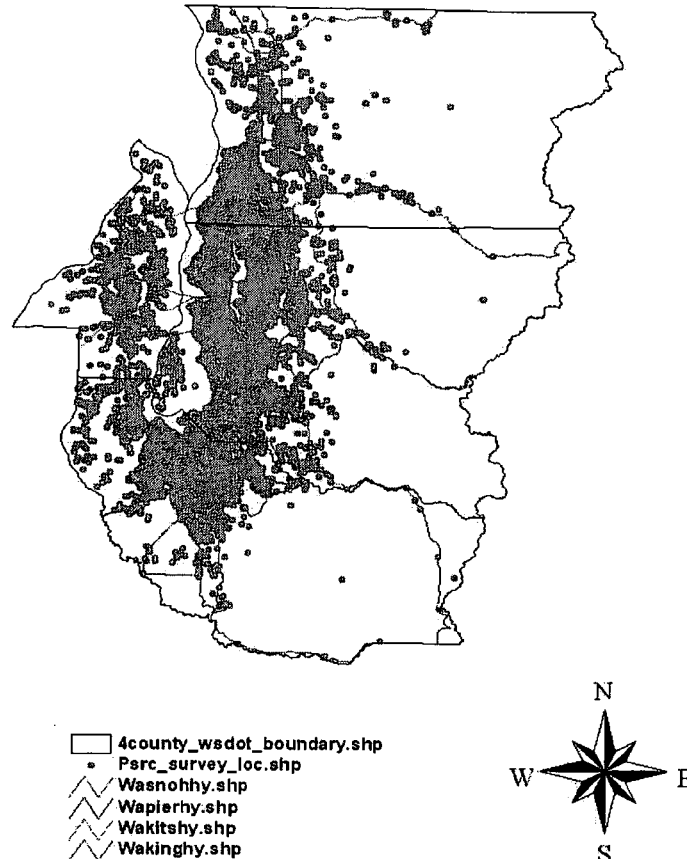 4county_wsdot_boundary.shp
Psrc_survey_loc.shp
Wasnohhy.shp
Wapierhy.shp
Wakitshy.shp
Wakinghy.shp
N
W
E
S